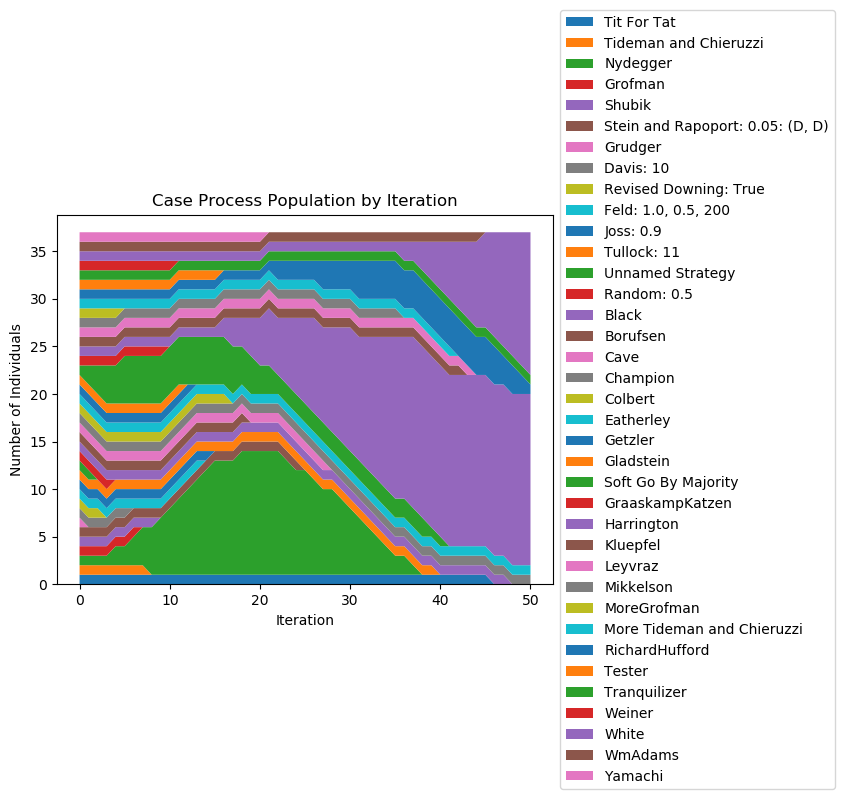 Case Process Population by Iteration
Number of Individuals
35
30
25
20
15
10
5
0
0
10
20
30
40
50
Iteration
Tit For Tat
Tideman and Chieruzzi
Nydegger
Grofman
Shubik
Stein and Rapoport: 0.05: (D, D)
Grudger
Davis: 10
Revised Downing: True
Feld: 1.0, 0.5, 200
Joss: 0.9
Tullock: 11
Unnamed Strategy
Random: 0.5
Black
Borufsen
Cave
Champion
Colbert
Eatherley
Getzler
Gladstein
Soft Go By Majority
GraaskampKatzen
Harrington
Kluepfel
Leyvraz
Mikkelson
MoreGrofman
More Tideman and Chieruzzi
RichardHufford
Tester
Tranquilizer
Weiner
White
WmAdams
Yamachi